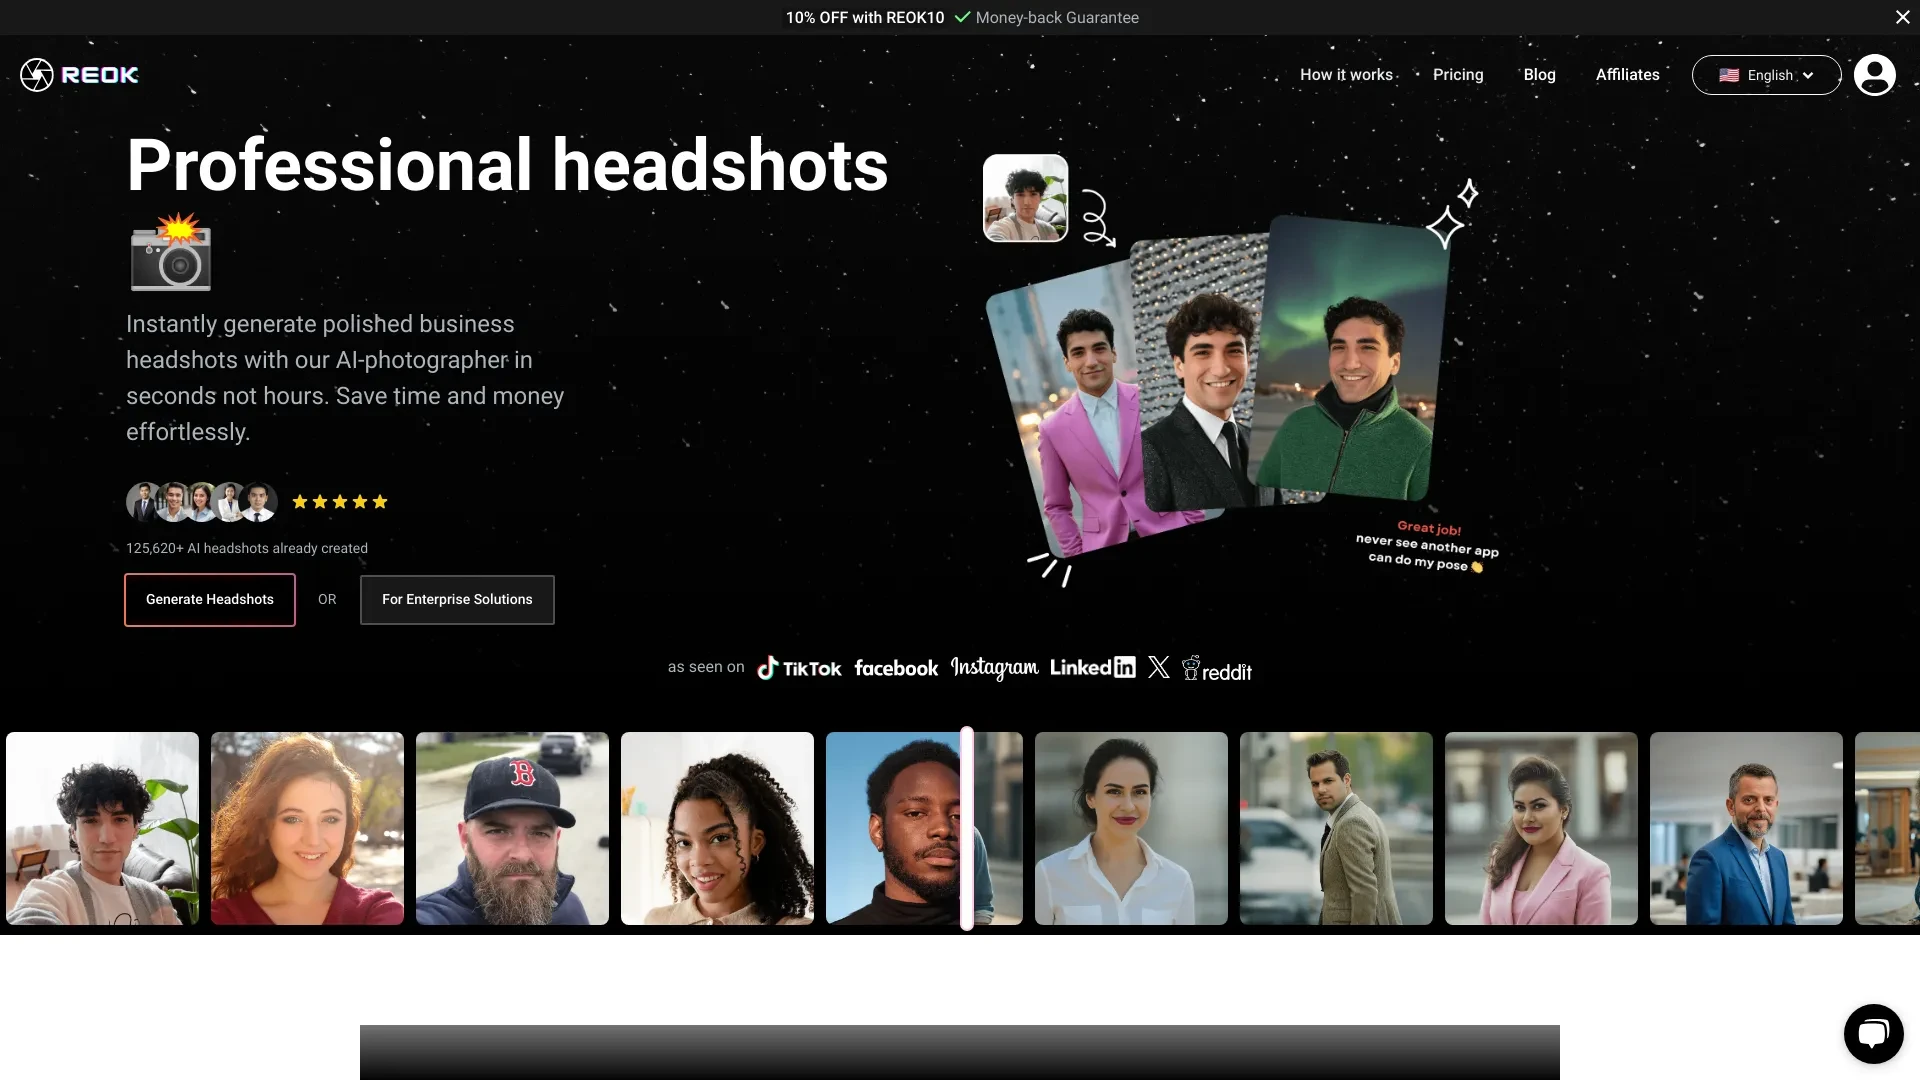 10% OFF with REOK10 Money-back Guarantee
REOK
How it works
Pricing
Blog
Affiliates
English
Professional headshots
Instantly generate polished business
headshots with our AI-photographer in
seconds not hours. Save time and money
effortlessly.
125,620+ AI headshots already created
Generate Headshots
OR
For Enterprise Solutions
Great job!
never see another app
can do my pose 👏
as seen on TikTok facebook Instagram Linkedin X reddit
B